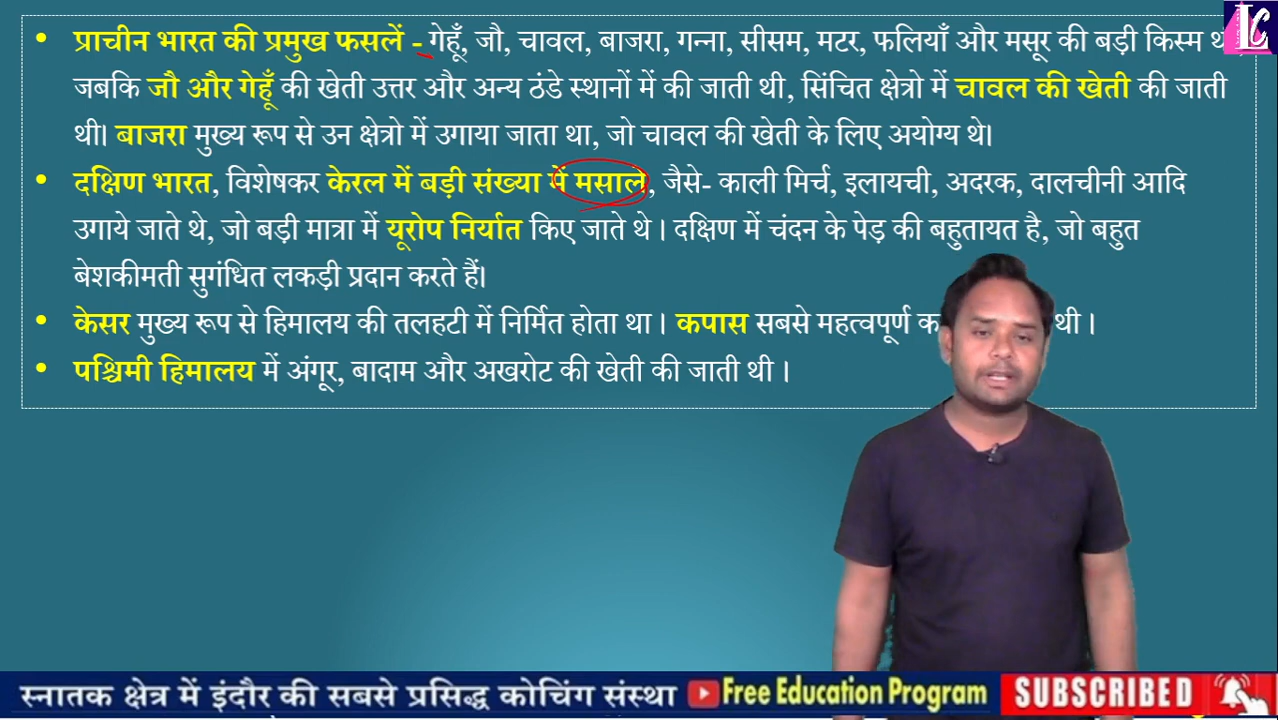 • प्राचीन भारत की प्रमुख फसलें - गेहूँ, जौ, चावल, बाजरा, गन्ना, सीसम, मटर, फलियाँ और मसूर की बड़ी किस्म
जबकि जौ और गेहूँ की खेती उत्तर और अन्य ठंडे स्थानों में की जाती थी, सिंचित क्षेत्रो में चावल की खेती की जाती
थी। बाजरा मुख्य रूप से उन क्षेत्रो में उगाया जाता था, जो चावल की खेती के लिए अयोग्य थे।
• दक्षिण भारत, विशेषकर केरल में बड़ी संख्या में मसाले, जैसे- काली मिर्च, इलायची, अदरक, दालचीनी आदि
उगाये जाते थे, जो बड़ी मात्रा में यूरोप निर्यात किए जाते थे । दक्षिण में चंदन के पेड़ की बहुतायत है, जो बहुत
बेशकीमती सुगंधित लकड़ी प्रदान करते हैं।
• केसर मुख्य रूप से हिमालय की तलहटी में निर्मित होता था । कपास सबसे महत्वपूर्ण थी ।
• पश्चिमी हिमालय में अंगूर, बादाम और अखरोट की खेती की जाती थी ।
LC
स्नातक क्षेत्र में इंदौर की सबसे प्रसिद्ध कोचिंग संस्था Free Education Program SUBSCRIBED